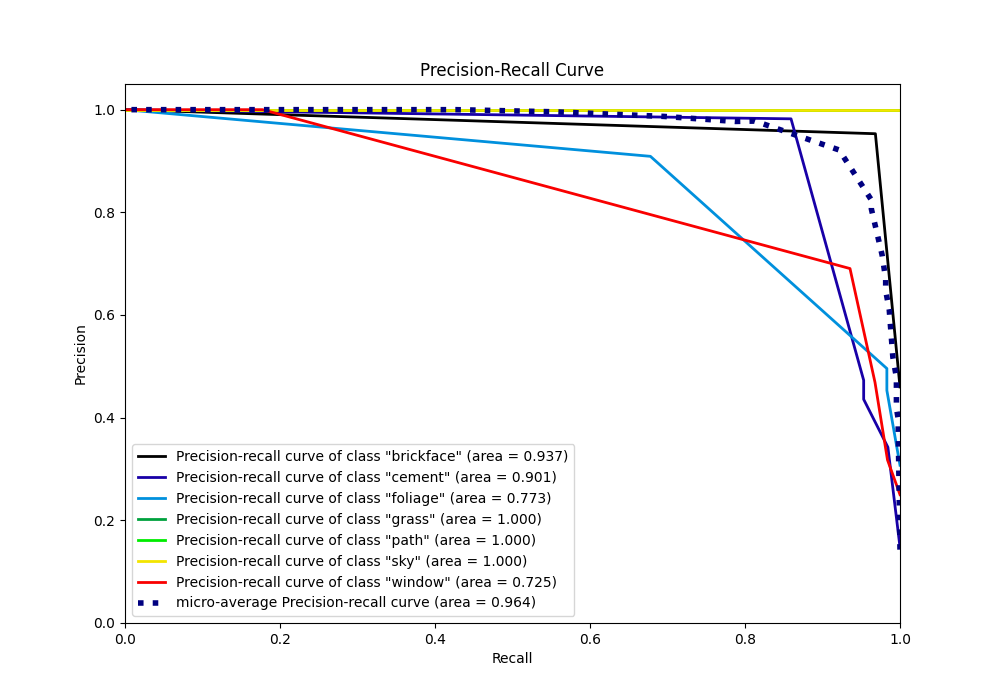 Precision-Recall Curve
Precision
1.0
0.8
0.6
0.4
0.2
0.0
Precision-recall curve of class "brickface" (area = 0.937)
Precision-recall curve of class "cement" (area = 0.901)
Precision-recall curve of class "foliage" (area = 0.773)
Precision-recall curve of class "grass" (area = 1.000)
Precision-recall curve of class "path" (area = 1.000)
Precision-recall curve of class "sky" (area = 1.000)
Precision-recall curve of class "window" (area = 0.725)
micro-average Precision-recall curve (area = 0.964)
0.0 0.2 0.4 0.6 0.8 1.0
Recall